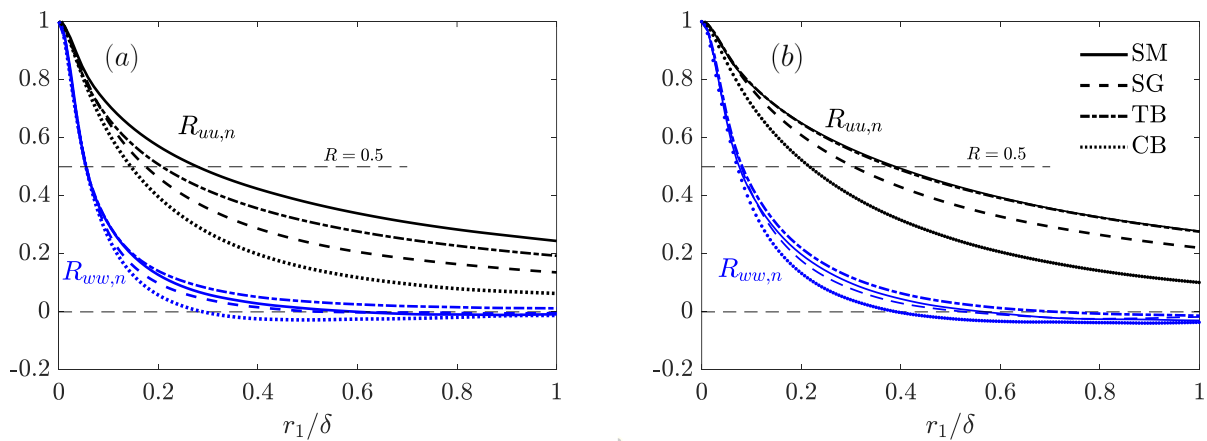 1
0.8
0.6
0.4
0.2
0
-0.2
(a)
R_{uu,n}
R = 0.5
R_{ww,n}
0 0.2 0.4 0.6 0.8 1
r_1/δ
1
0.8
0.6
0.4
0.2
0
-0.2
(b)
SM
SG
TB
CB
R_{uu,n}
R = 0.5
R_{ww,n}
0 0.2 0.4 0.6 0.8 1
r_1/δ